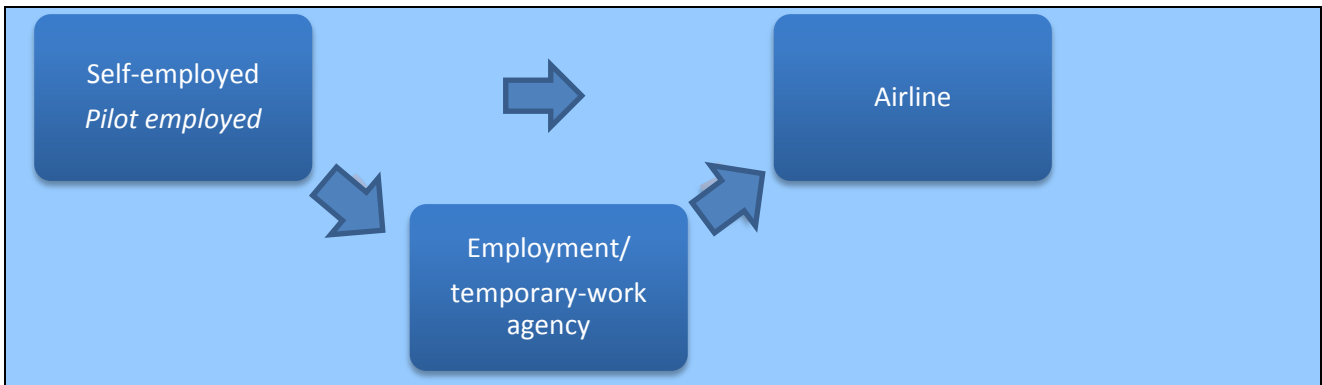 Self-employed
Pilot employed
Airline
Employment/
temporary-work
agency